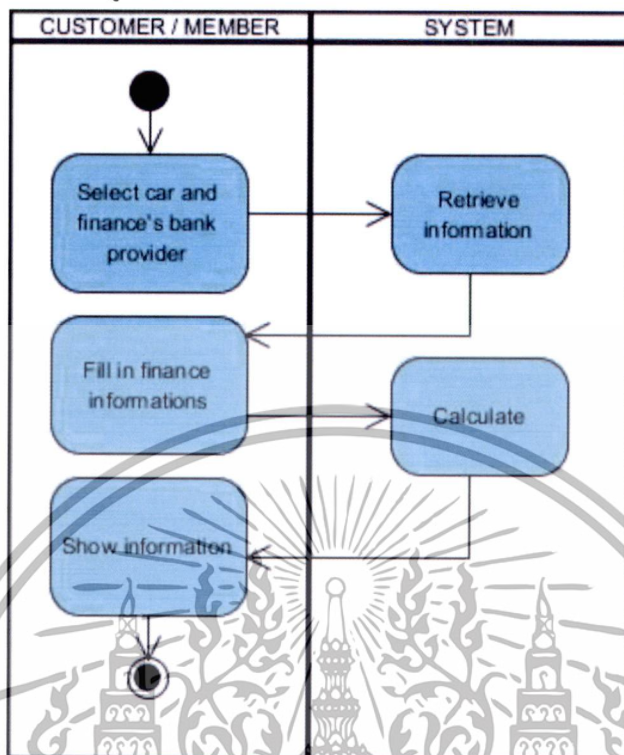 CUSTOMER / MEMBER
SYSTEM
Select car and
finance's bank
provider
Retrieve
information
Fill in finance
informations
Calculate
Show information